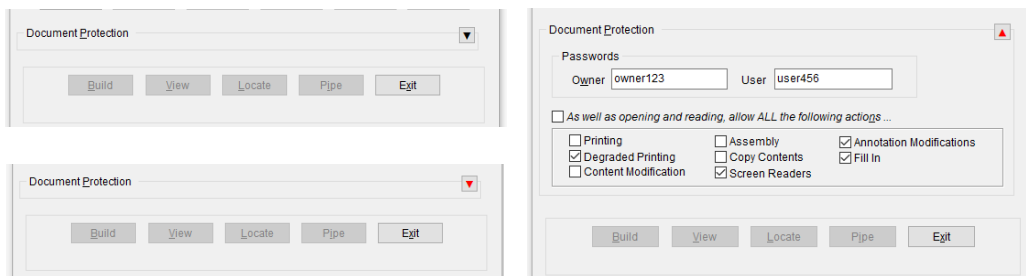 Document Protection
Build View Locate Pipe Exit
Document Protection
Build View Locate Pipe Exit
Document Protection
Passwords
Owner owner123 User user456
As well as opening and reading, allow ALL the following actions ...
Printing Assembly Annotation Modifications
Degraded Printing Copy Contents Fill In
Content Modification Screen Readers
Build View Locate Pipe Exit